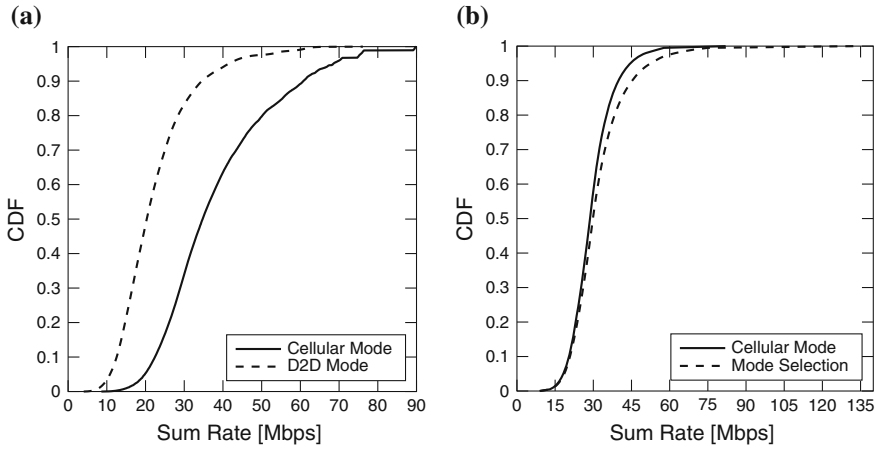 (a)
CDF
1
0.9
0.8
0.7
0.6
0.5
0.4
0.3
0.2
0.1
0
0 10 20 30 40 50 60 70 80 90
Sum Rate [Mbps]
Cellular Mode
D2D Mode
(b)
CDF
1
0.9
0.8
0.7
0.6
0.5
0.4
0.3
0.2
0.1
0
0 15 30 45 60 75 90 105 120 135
Sum Rate [Mbps]
Cellular Mode
Mode Selection